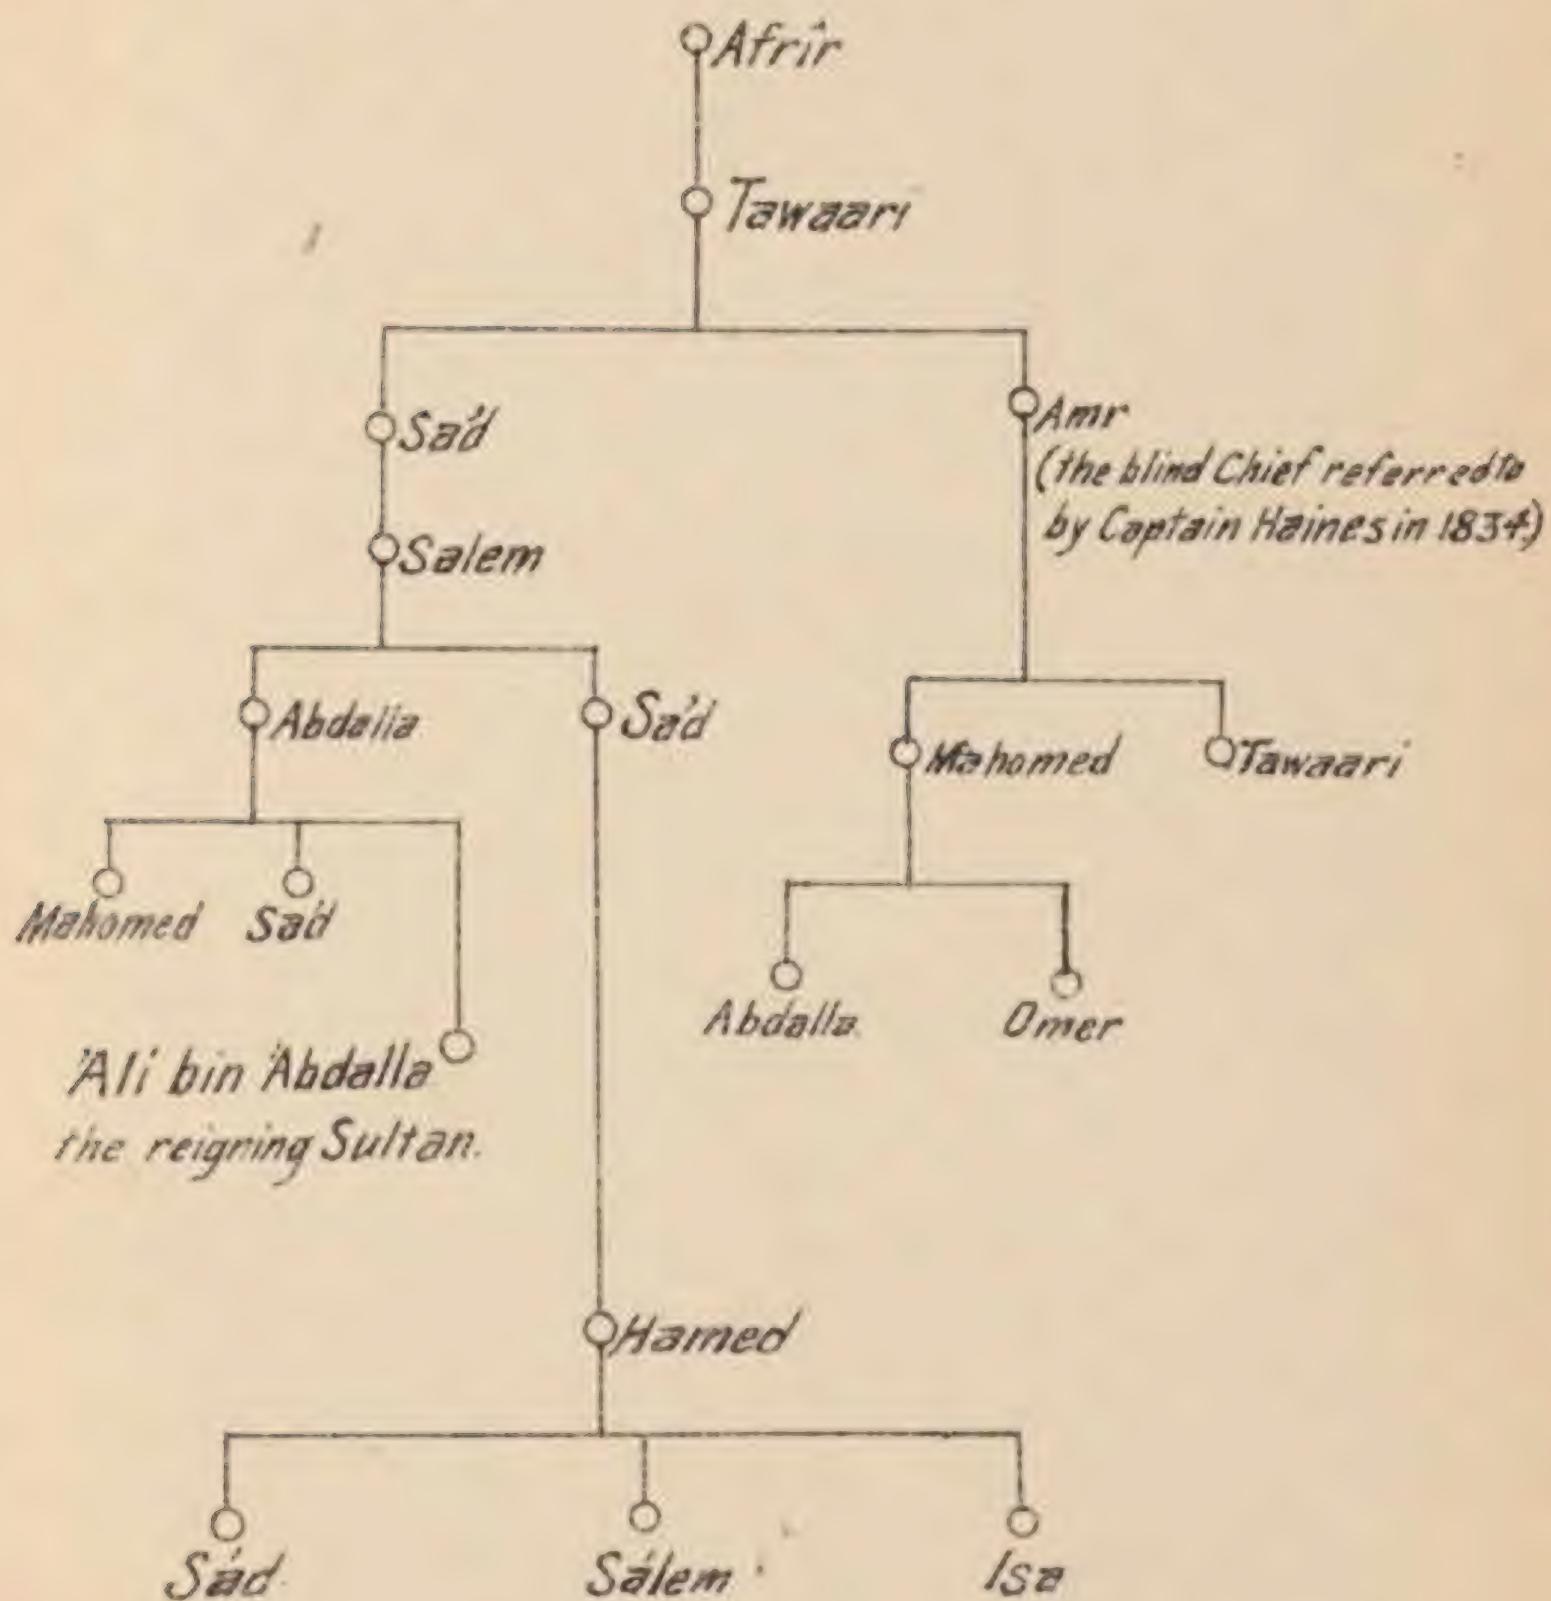 Afrîr
Tawaari
Sa'd
Amr
(the blind Chief referred to
by Captain Haines in 1834.)
Salem
Abdalla
Sa'd
Mahomed
Tawaari
Mahomed
Sa'd
Abdalla.
Omer
'Ali bin 'Abdalla
the reigning Sultan.
Hamed
Sa'd.
Sálem
Isa